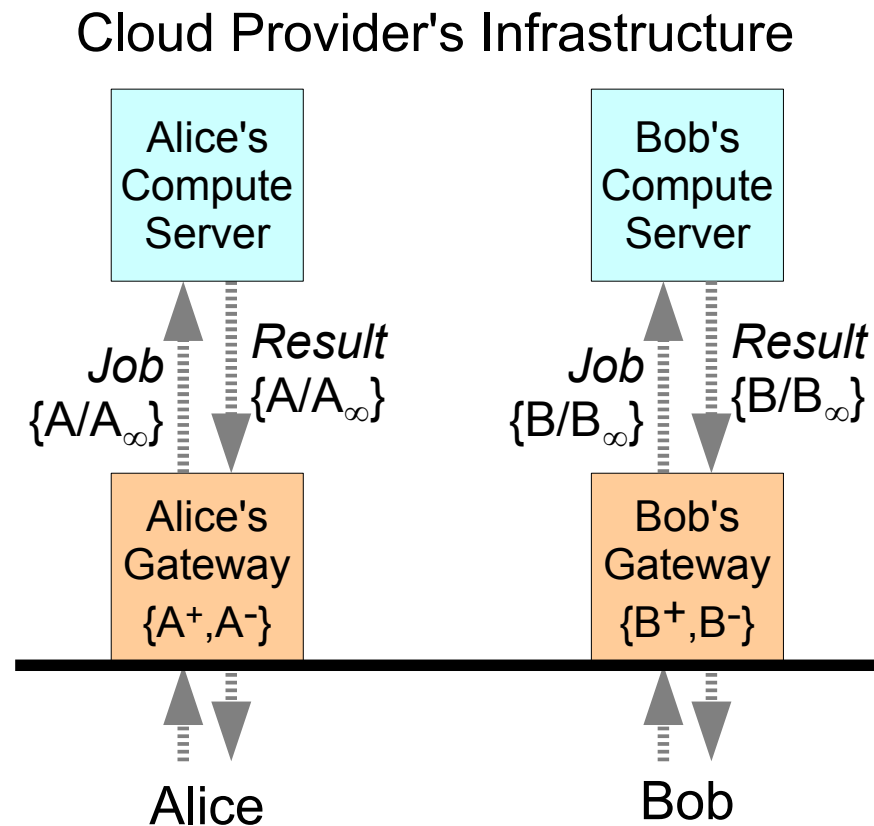 Cloud Provider's Infrastructure
Alice's
Compute
Server
Bob's
Compute
Server
Job
{A/A∞}
Result
{A/A∞}
Job
{B/B∞}
Result
{B/B∞}
Alice's
Gateway
{A⁺,A⁻}
Bob's
Gateway
{B⁺,B⁻}
Alice
Bob